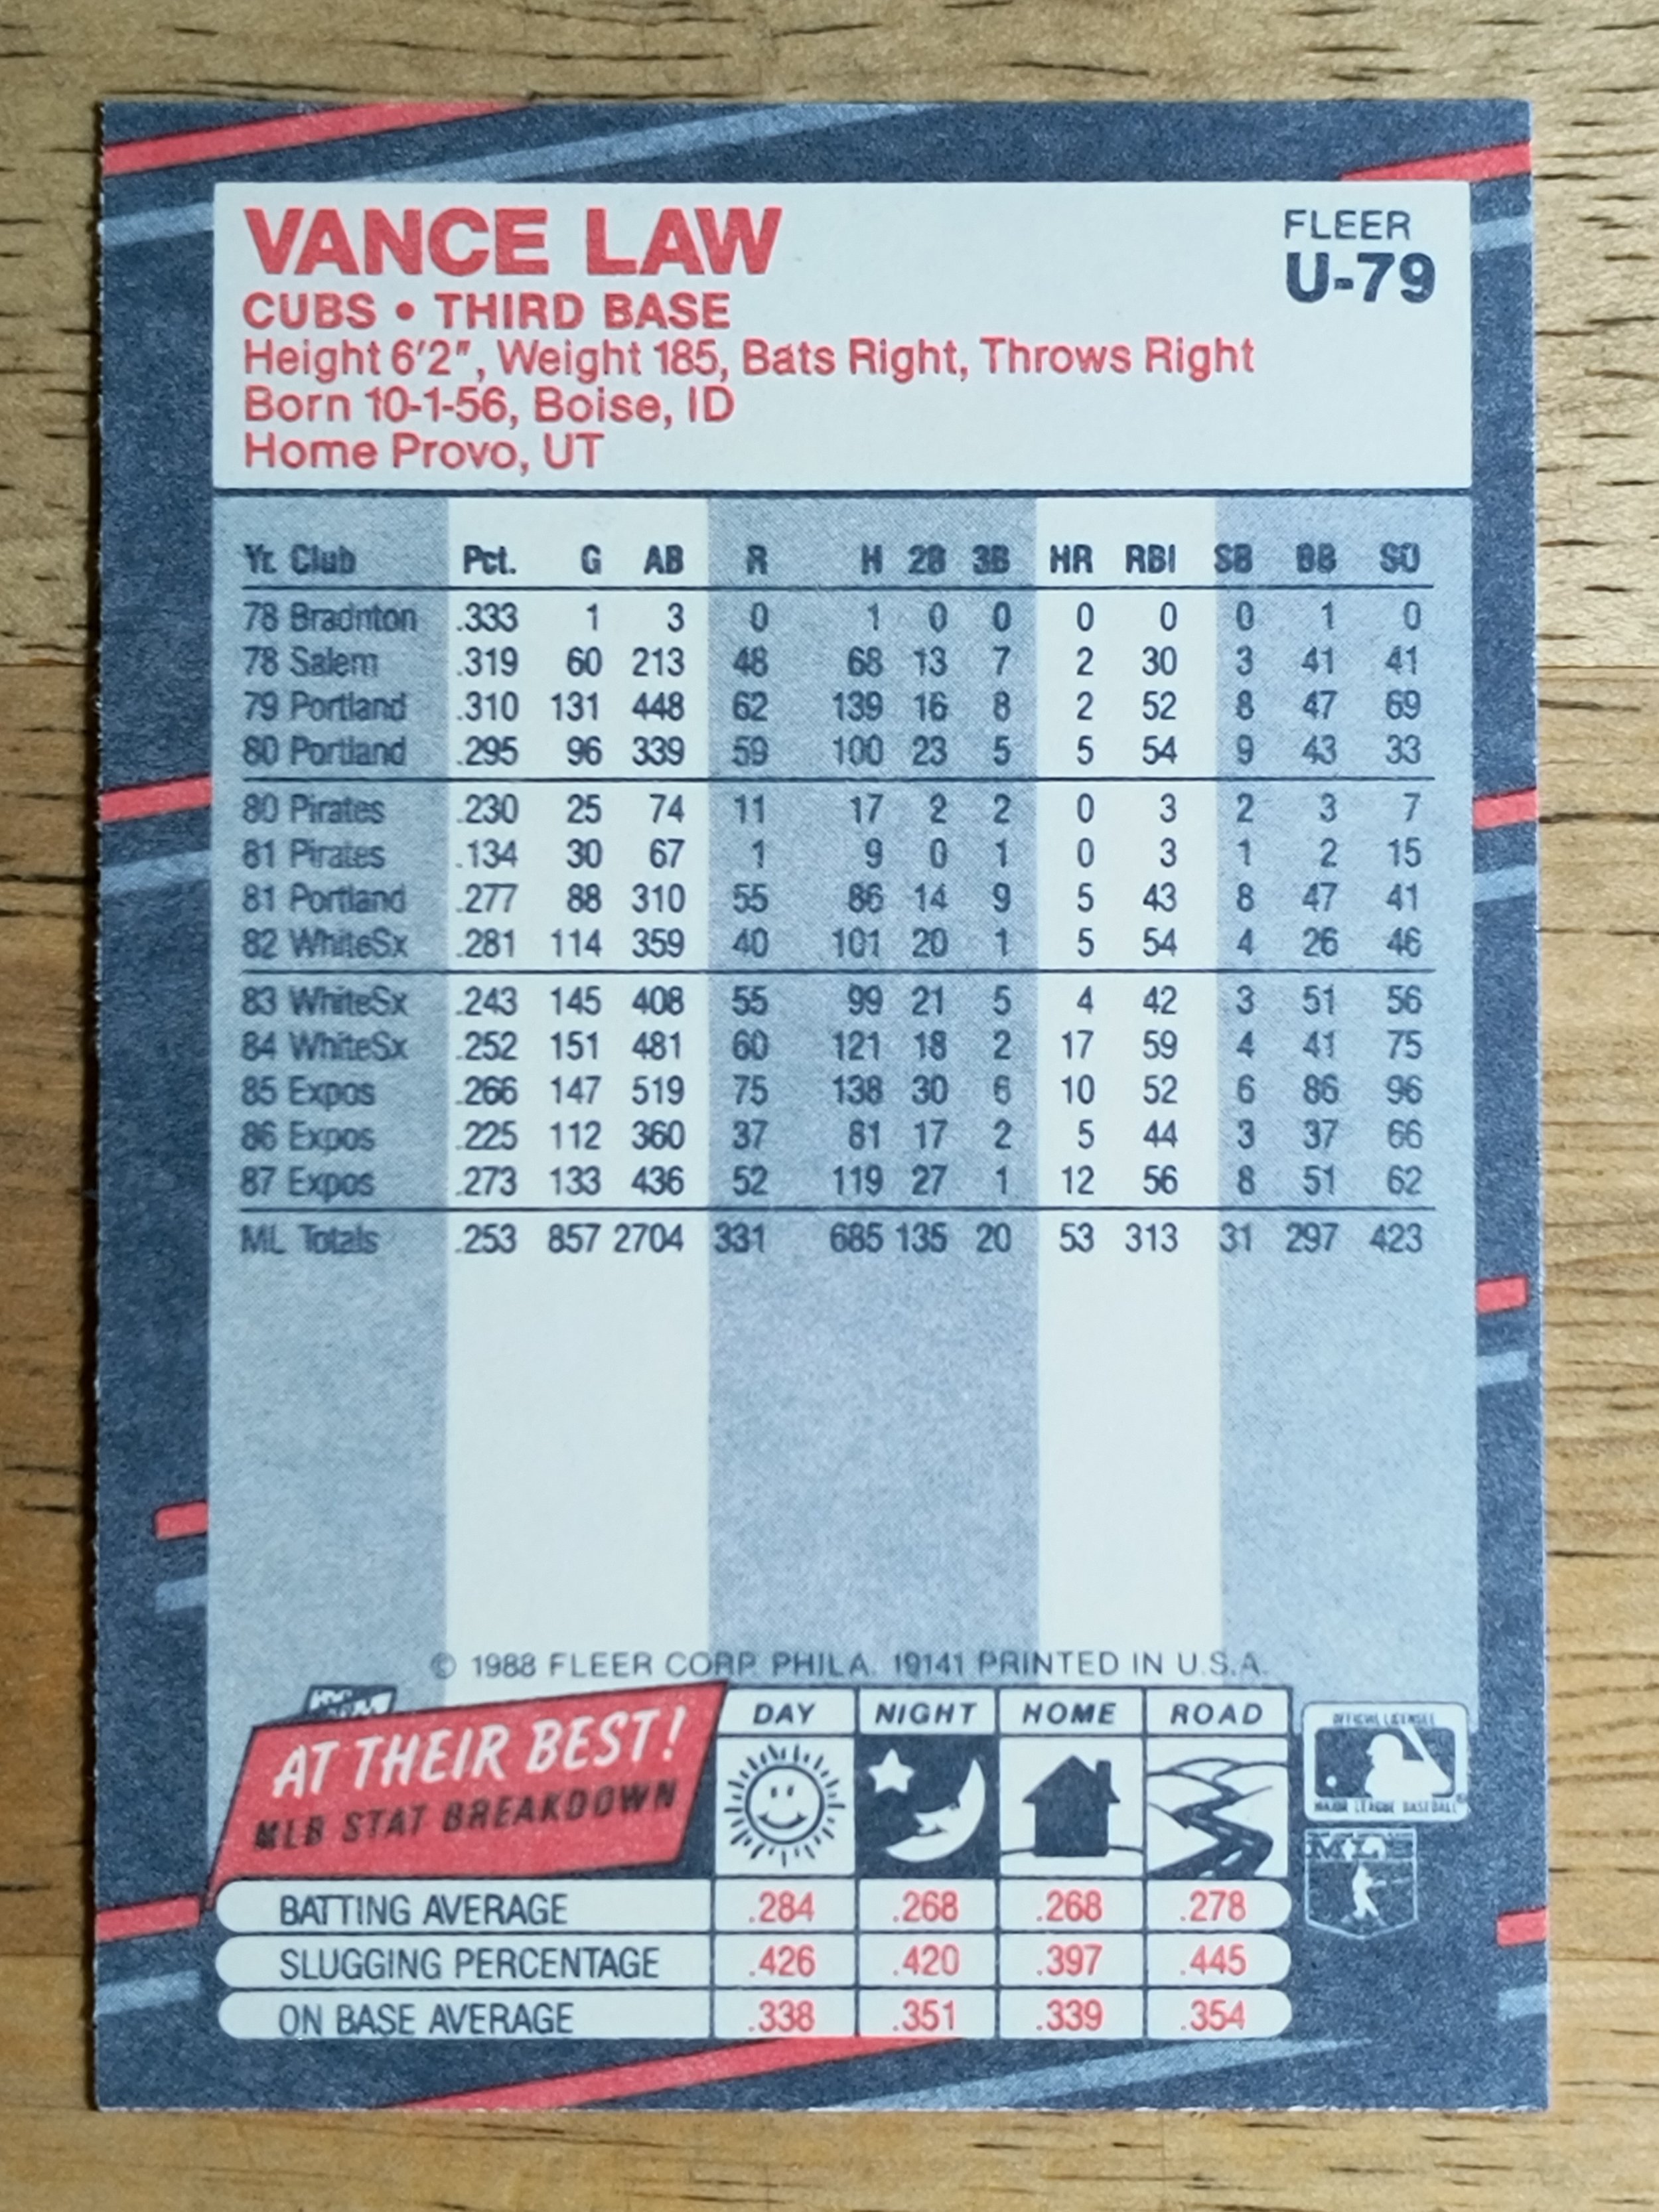 VANCE LAW
FLEER
U-79
CUBS • THIRD BASE
Height 6'2", Weight 185, Bats Right, Throws Right
Born 10-1-56, Boise, ID
Home Provo, UT
Yr. Club Pct. G AB R H 2B 3B HR RBI SB BB SO
78 Bradnton .333 1 3 0 1 0 0 0 0 0 1 0
78 Salem .319 60 213 48 68 13 7 2 30 3 41 41
79 Portland .310 131 448 62 139 16 8 2 52 8 47 69
80 Portland .295 96 339 59 100 23 5 5 54 9 43 33
80 Pirates .230 25 74 11 17 2 2 0 3 2 3 7
81 Pirates .134 30 67 1 9 0 1 0 3 1 2 15
81 Portland .277 88 310 55 86 14 9 5 43 8 47 41
82 WhiteSx .281 114 359 40 101 20 1 5 54 4 26 46
83 WhiteSx .243 145 408 55 99 21 5 4 42 3 51 56
84 WhiteSx .252 151 481 60 121 18 2 17 59 4 41 75
85 Expos .266 147 519 75 138 30 6 10 52 6 86 96
86 Expos .225 112 360 37 81 17 2 5 44 3 37 66
87 Expos .273 133 436 52 119 27 1 12 56 8 51 62
ML Totals .253 857 2704 331 685 135 20 53 313 31 297 423
© 1988 FLEER CORP. PHILA. 19141 PRINTED IN U.S.A.
AT THEIR BEST!
MLB STAT BREAKDOWN
DAY NIGHT HOME ROAD
OFFICIAL LICENSEE
MAJOR LEAGUE BASEBALL
BATTING AVERAGE .284 .268 .268 .278
SLUGGING PERCENTAGE .426 .420 .397 .445
ON BASE AVERAGE .338 .351 .339 .354